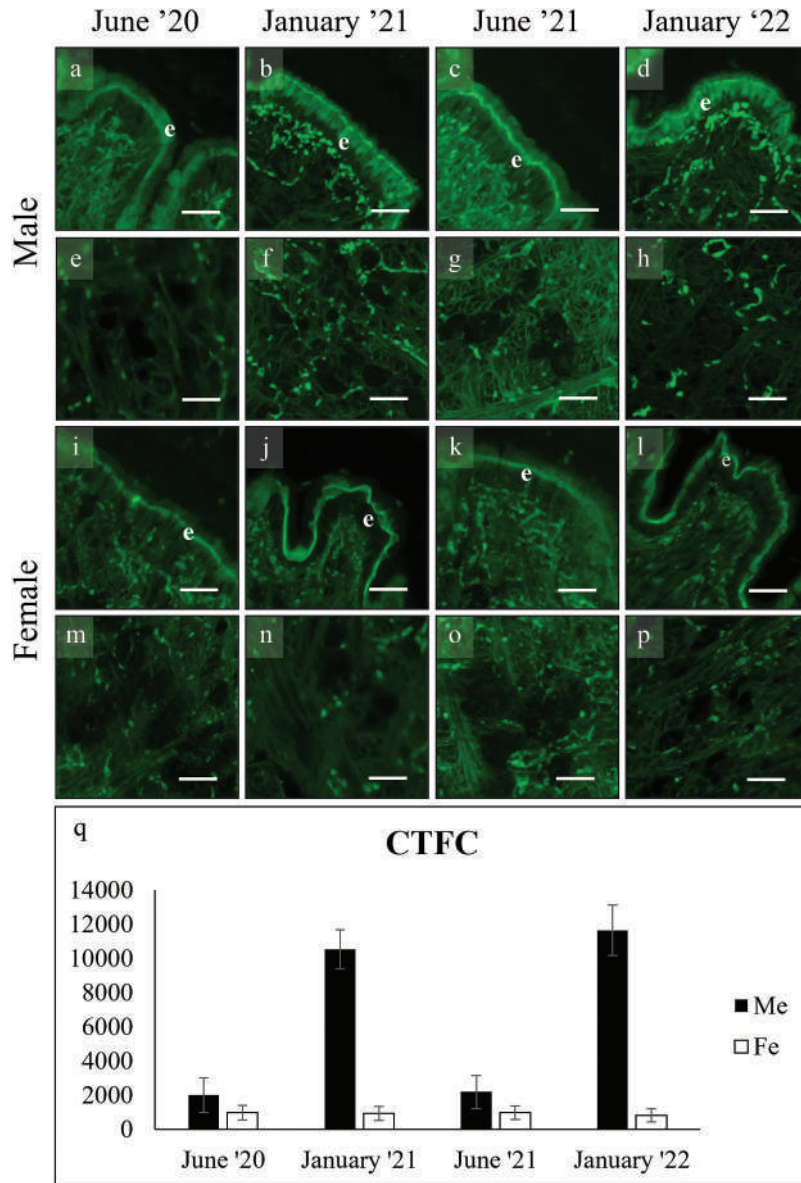 June ’20 January ’21 June ’21 January ‘22
Male
a e b e c e d e
e f g h
Female
i e j e k e l e
m n o p
q
CTFC
14000
12000
10000
8000
6000
4000
2000
0
Me
Fe
June '20 January '21 June '21 January '22